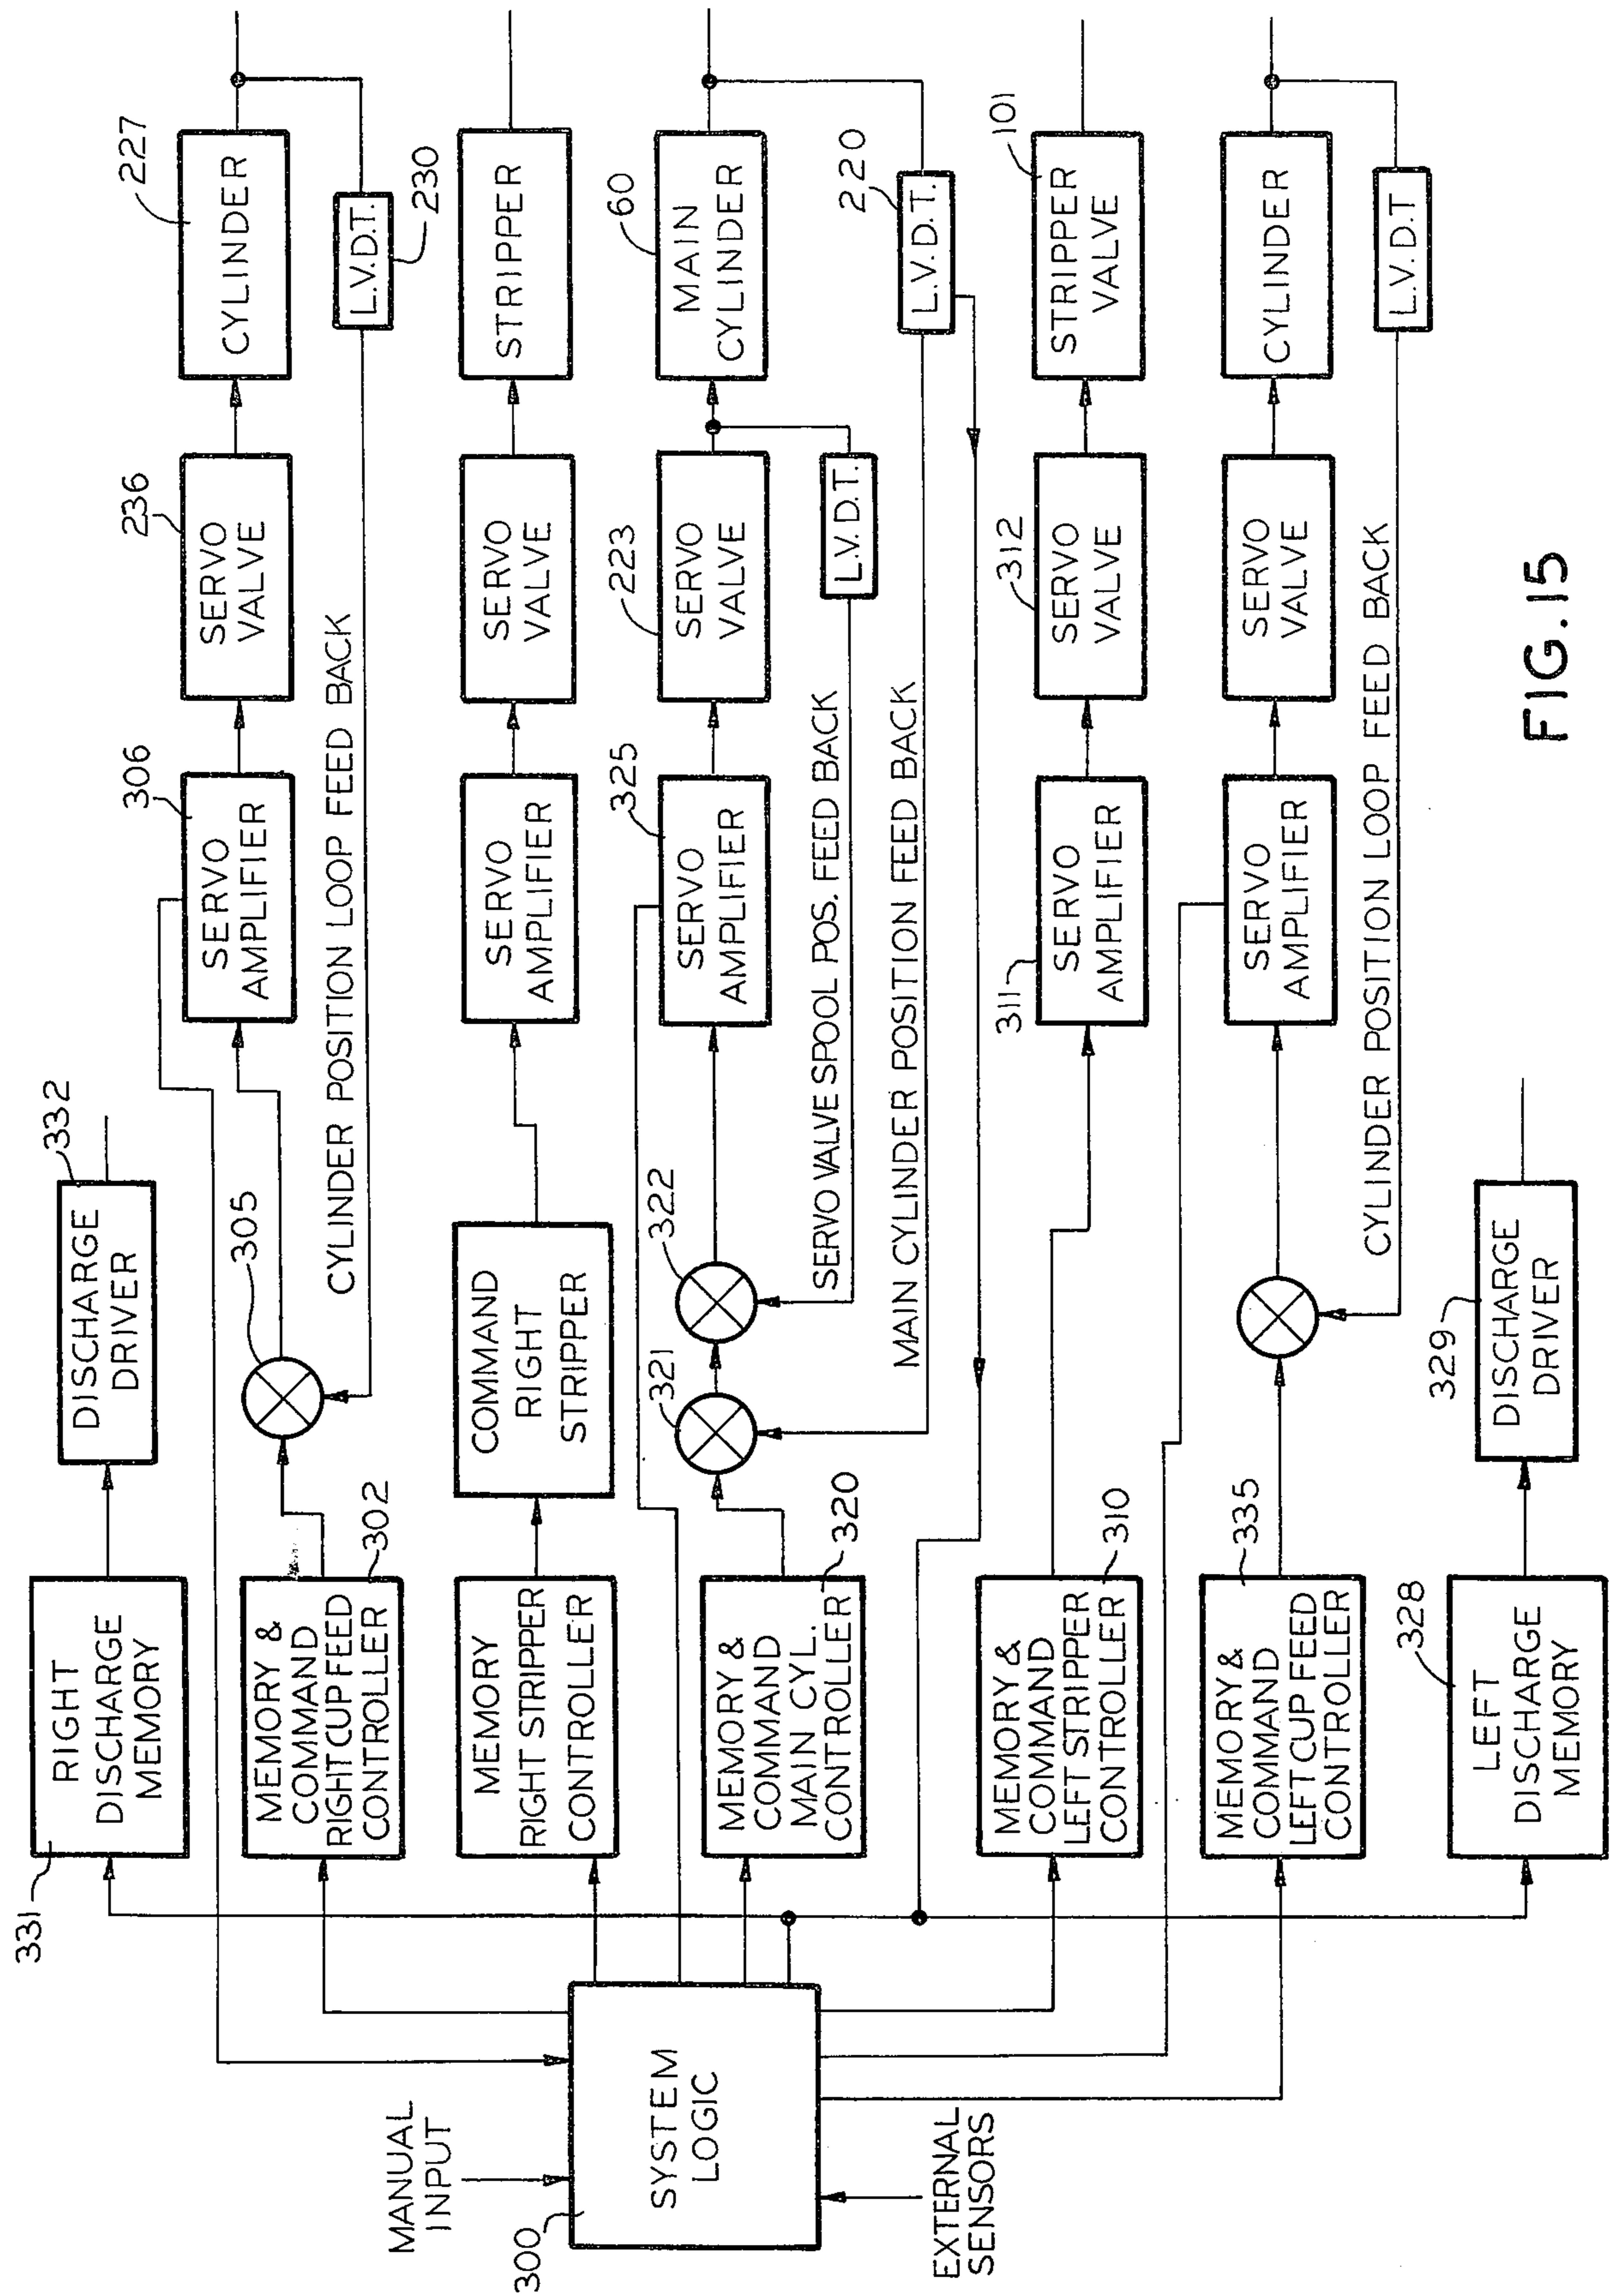 331
RIGHT
DISCHARGE
MEMORY
332
DISCHARGE
DRIVER
MEMORY &
COMMAND
RIGHT CUP FEED
CONTROLLER
302
305
306
SERVO
AMPLIFIER
236
SERVO
VALVE
227
CYLINDER
L.V.D.T.
230
CYLINDER POSITION LOOP FEED BACK
MEMORY
RIGHT STRIPPER
CONTROLLER
COMMAND
RIGHT
STRIPPER
SERVO
AMPLIFIER
SERVO
VALVE
STRIPPER
MANUAL
INPUT
300
SYSTEM
LOGIC
EXTERNAL
SENSORS
MEMORY &
COMMAND
MAIN CYL.
CONTROLLER
320
321
322
325
SERVO
AMPLIFIER
223
SERVO
VALVE
60
MAIN
CYLINDER
L.V.D.T.
SERVO VALVE SPOOL POS. FEED BACK
220
L.V.D.T.
MAIN CYLINDER POSITION FEED BACK
MEMORY &
COMMAND
LEFT STRIPPER
CONTROLLER
310
311
SERVO
AMPLIFIER
312
SERVO
VALVE
101
STRIPPER
VALVE
MEMORY &
COMMAND
LEFT CUP FEED
CONTROLLER
335
SERVO
AMPLIFIER
SERVO
VALVE
CYLINDER
L.V.D.T
CYLINDER POSITION LOOP FEED BACK
328
LEFT
DISCHARGE
MEMORY
329
DISCHARGE
DRIVER
FIG.15